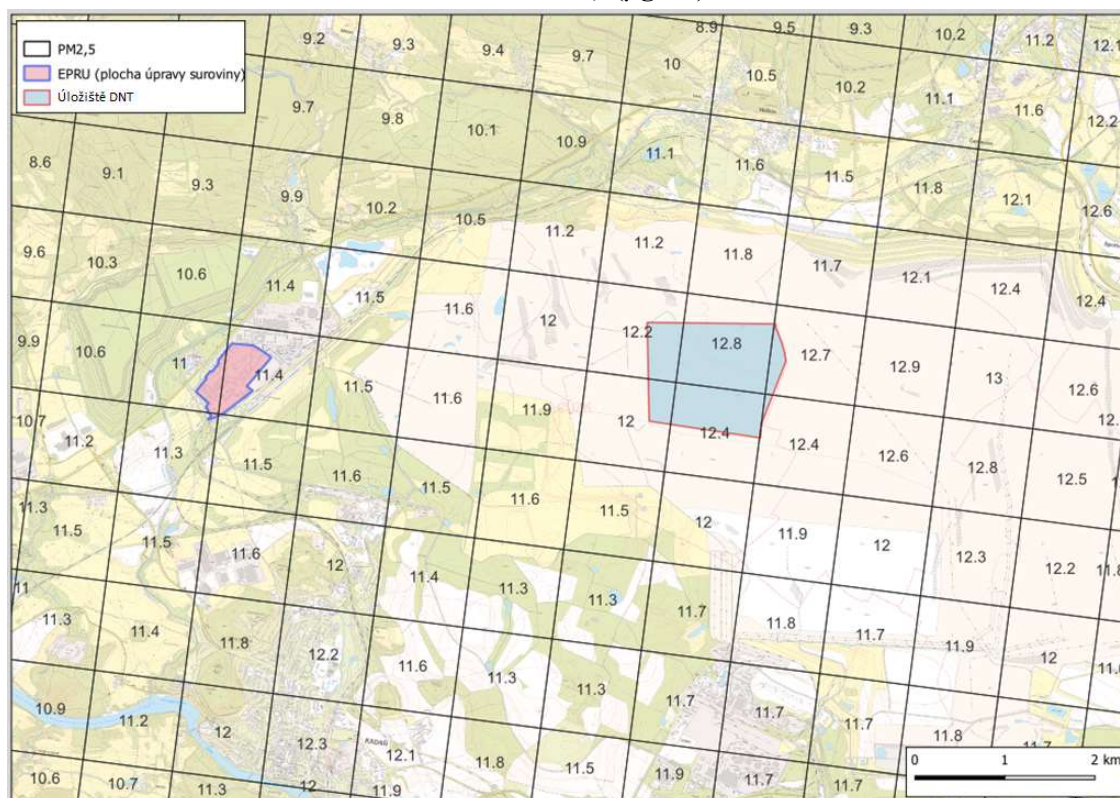 PM2,5
EPRU (plocha úpravy suroviny)
Úložiště DNT
9.2 9.3 9.4 9.7 8.9 9.5 9.3 10.2 11.2 12.1
9.7 9.8 10.1 10.9 10 10.5 10.2 11.1 11.6 12.2
8.6 9.1 9.3 9.9 10.2 10.5 11.1 11.6 11.5 11.8 12.1 12.6
9.6 10.3 10.6 11.4 11.5 11.6 11.2 11.2 11.8 11.7 12.1 12.4 12.4
9.9 10.6 11 11.4 11.5 11.6 12 12.2 12.8 12.7 12.9 13 12.6
10.7 11.2 11.3 11.5 11.6 11.5 11.9 12 12.4 12.4 12.6 12.8 12.5
11.3 11.5 11.5 11.6 12 11.4 11.6 11.5 12 11.9 12 12.3 12.2 11.8
11 11.3 11.4 11.8 12.2 11.6 11.3 11.3 11.7 11.8 11.7 11.9 12
10.9 11.2 12 12.3 12.1 11.3 11.3 11.7 11.7 11.7 11.8 11.7
KADAŇ
10.6 10.7 11.3 12 11.9 11.8 11.5 11.9 11.7 11.7
0 1 2 km